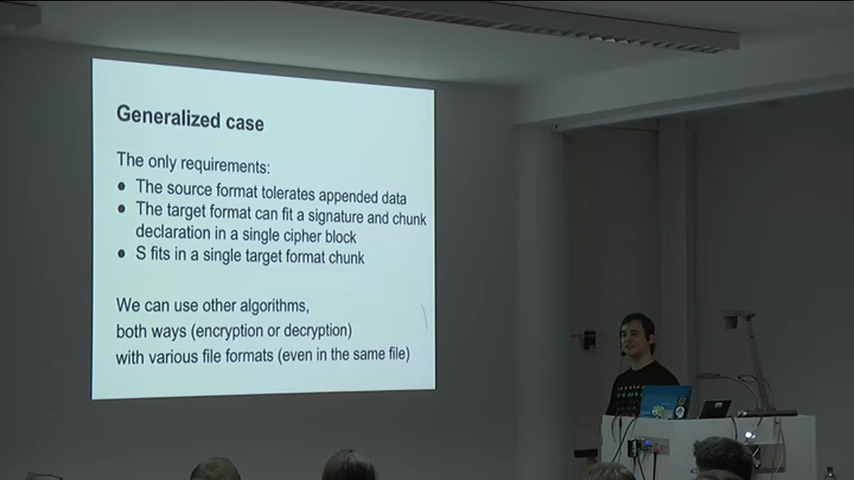 Generalized case
The only requirements:
● The source format tolerates appended data
● The target format can fit a signature and chunk
declaration in a single cipher block
● S fits in a single target format chunk
We can use other algorithms,
both ways (encryption or decryption)
with various file formats (even in the same file)